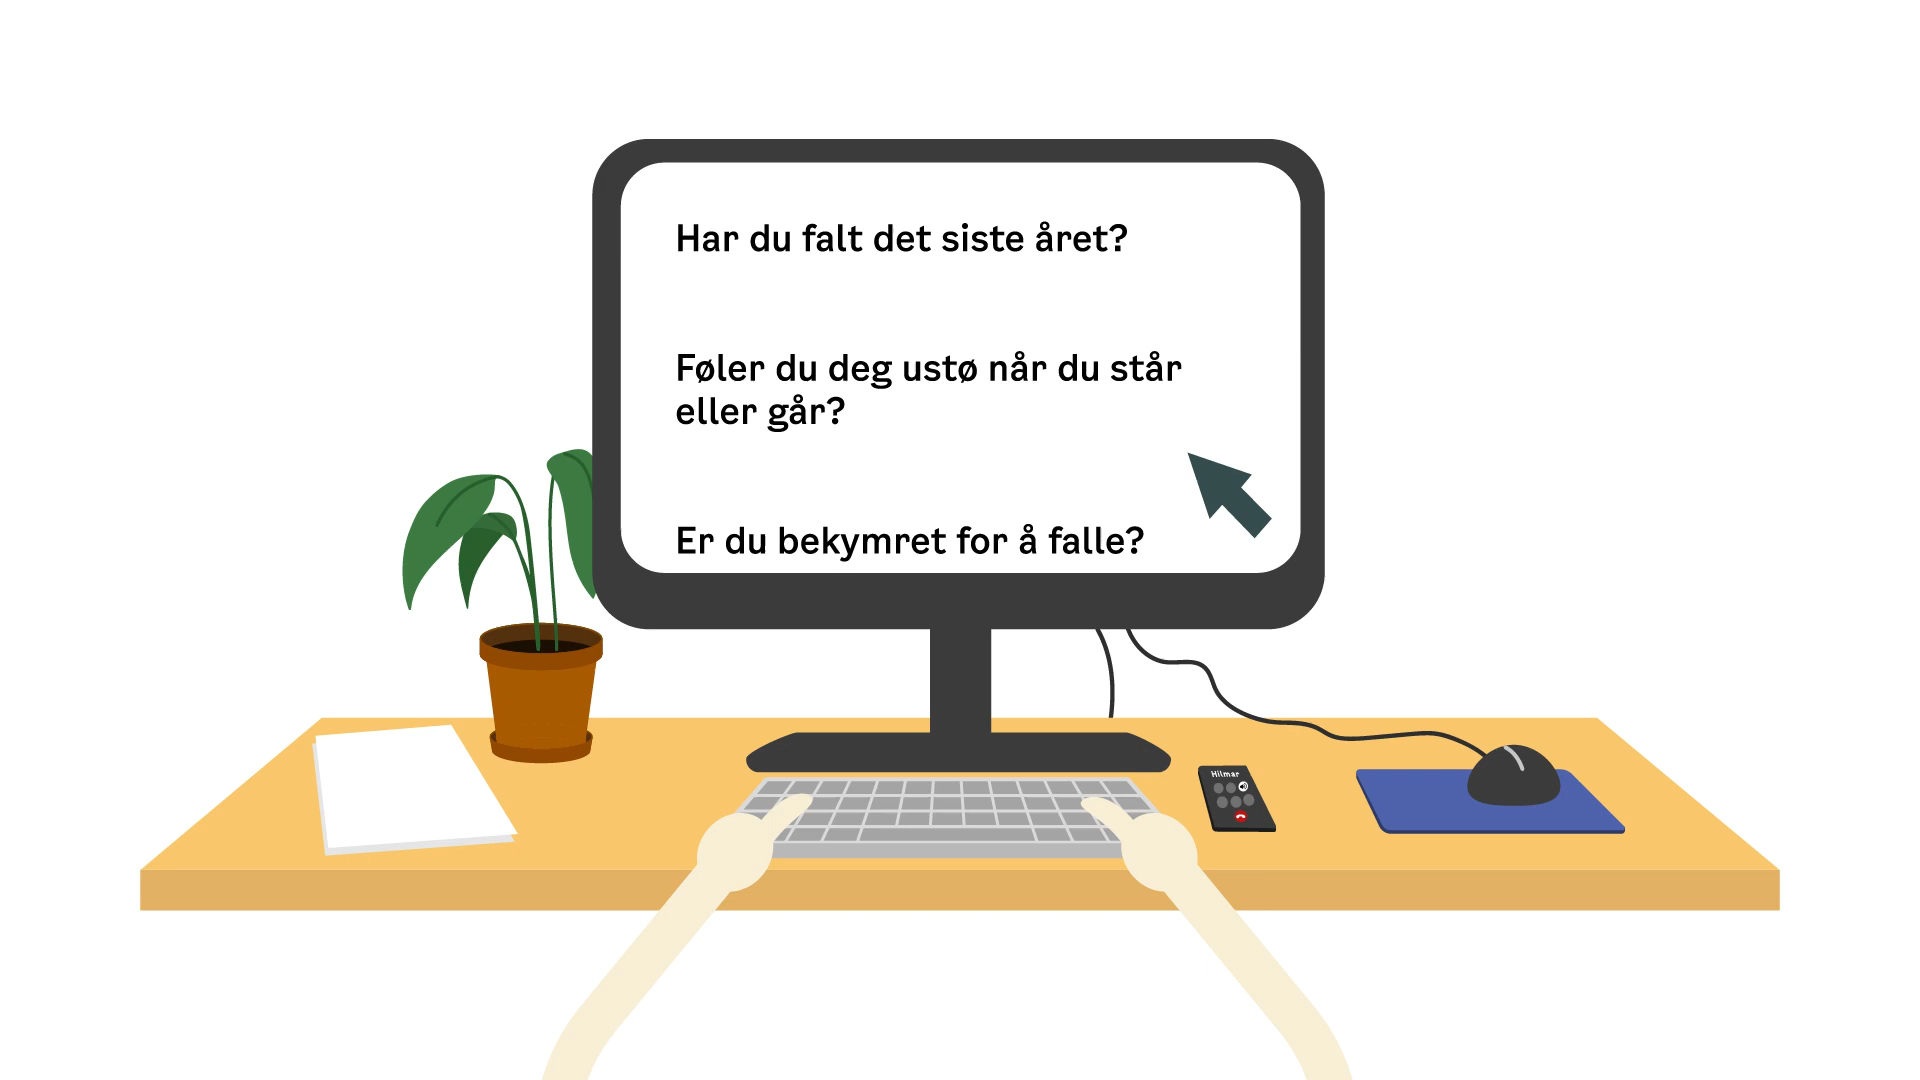 Har du falt det siste året?
Føler du deg ustø når du står
eller går?
Er du bekymret for å falle?
Hilmar